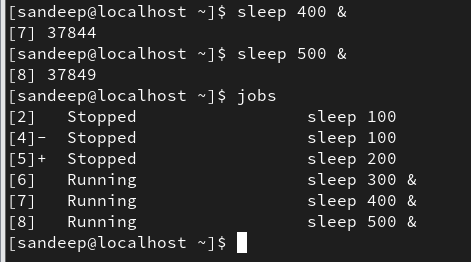 [sandeep@localhost ~]$ sleep 400 &
[7] 37844
[sandeep@localhost ~]$ sleep 500 &
[8] 37849
[sandeep@localhost ~]$ jobs
[2]   Stopped                 sleep 100
[4]-  Stopped                 sleep 100
[5]+  Stopped                 sleep 200
[6]   Running                 sleep 300 &
[7]   Running                 sleep 400 &
[8]   Running                 sleep 500 &
[sandeep@localhost ~]$